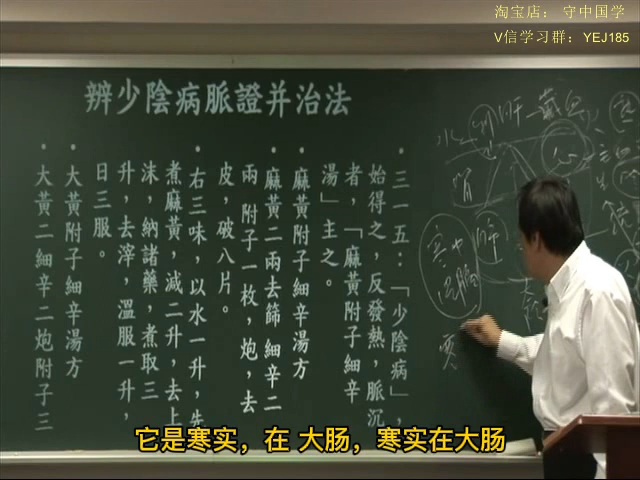 淘宝店： 守中国学
V信学习群：YEJ185
辨少陰病脈證并治法
·三一五：「少陰病」，
始得之，反發熱，脈沉
者，「麻黃附子細辛
湯」主之。
·麻黃附子細辛湯方
麻黃二兩去篩 細辛二
兩 附子一枚，炮，去
皮，破八片。
·右三味，以水一升，先
煮麻黃，減二升，去上
沫，納諸藥，煮取三
升，去滓，溫服一升，
日三服。
·大黃附子細辛湯方
·大黃二細辛二炮附子三
肝
心
腎
寒
寒
它是寒实，在 大肠，寒实在大肠